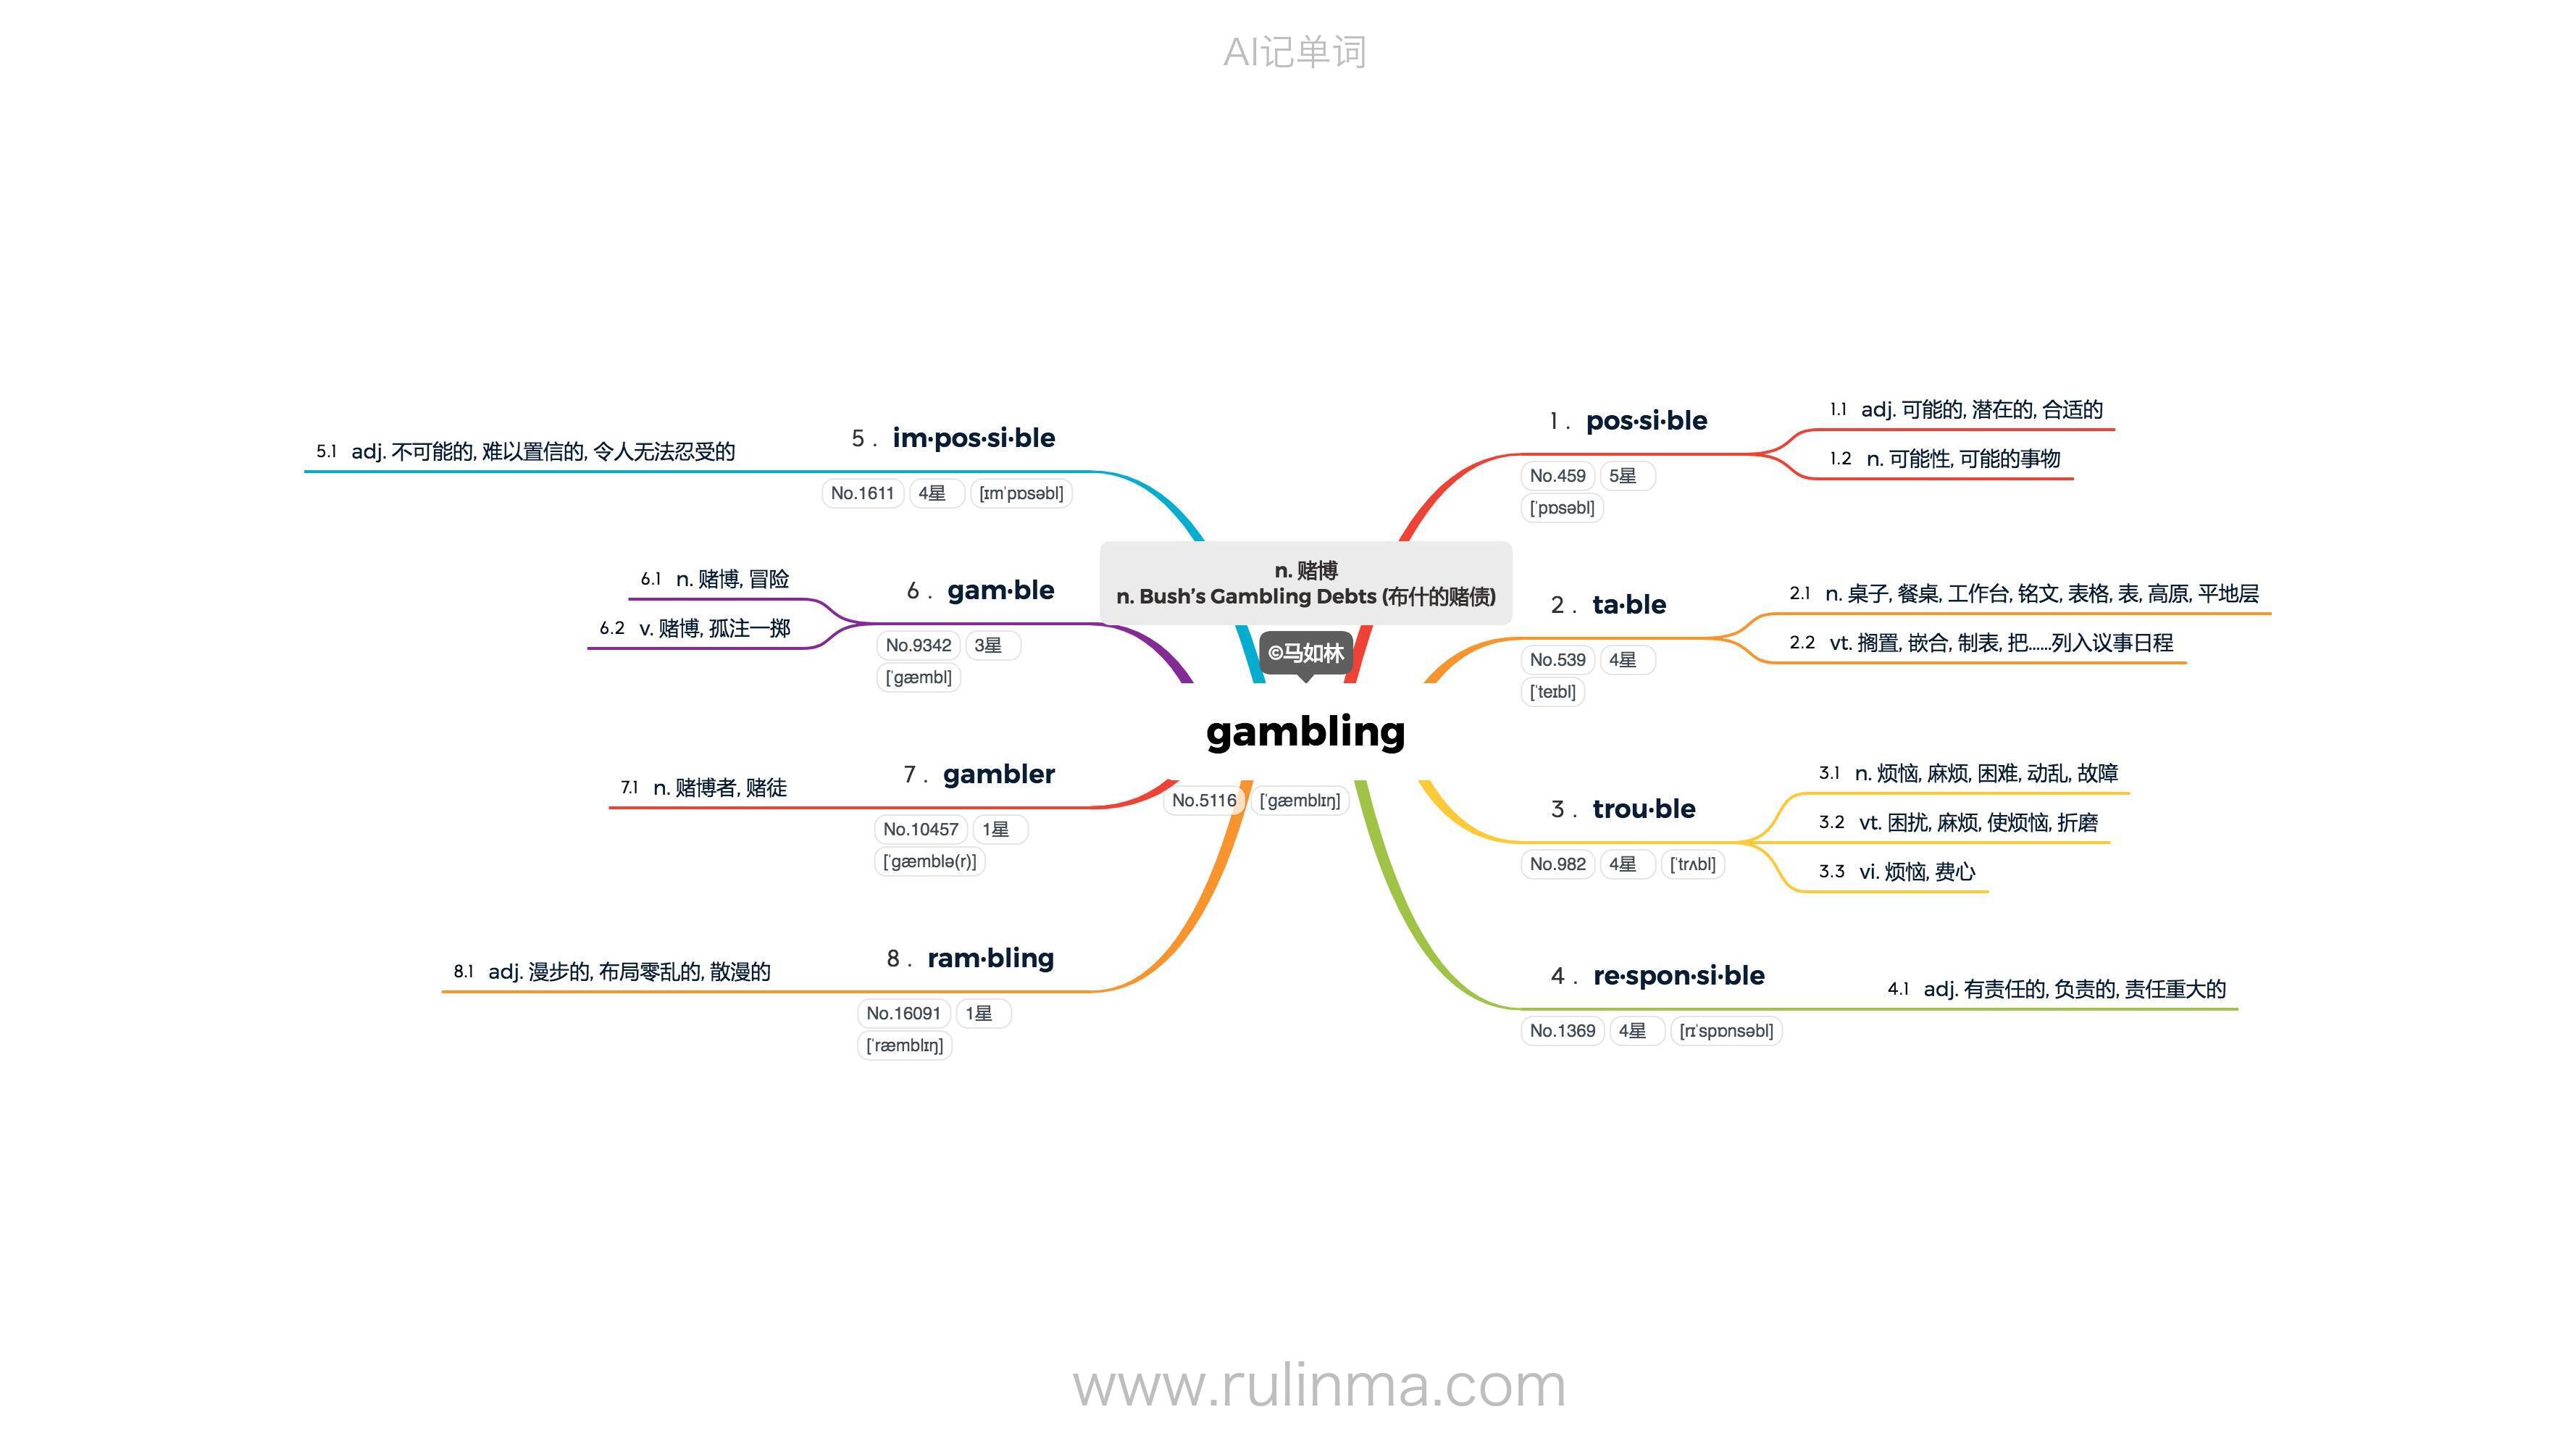 AI记单词
n. 赌博
n. Bush’s Gambling Debts (布什的赌债)
©马如林
gambling
No.5116 [ˈɡæmblɪŋ]
1. pos·si·ble
No.459 5星
[ˈpɒsəbl]
1.1 adj. 可能的, 潜在的, 合适的
1.2 n. 可能性, 可能的事物
2. ta·ble
No.539 4星
[ˈteɪbl]
2.1 n. 桌子, 餐桌, 工作台, 铭文, 表格, 表, 高原, 平地层
2.2 vt. 搁置, 嵌合, 制表, 把……列入议事日程
3. trou·ble
No.982 4星 [ˈtrʌbl]
3.1 n. 烦恼, 麻烦, 困难, 动乱, 故障
3.2 vt. 困扰, 麻烦, 使烦恼, 折磨
3.3 vi. 烦恼, 费心
4. re·spon·si·ble
No.1369 4星 [rɪˈspɒnsəbl]
4.1 adj. 有责任的, 负责的, 责任重大的
5. im·pos·si·ble
No.1611 4星 [ɪmˈpɒsəbl]
5.1 adj. 不可能的, 难以置信的, 令人无法忍受的
6. gam·ble
No.9342 3星
[ˈɡæmbl]
6.1 n. 赌博, 冒险
6.2 v. 赌博, 孤注一掷
7. gambler
No.10457 1星
[ˈɡæmblə(r)]
7.1 n. 赌博者, 赌徒
8. ram·bling
No.16091 1星
[ˈræmblɪŋ]
8.1 adj. 漫步的, 布局零乱的, 散漫的
www.rulinma.com